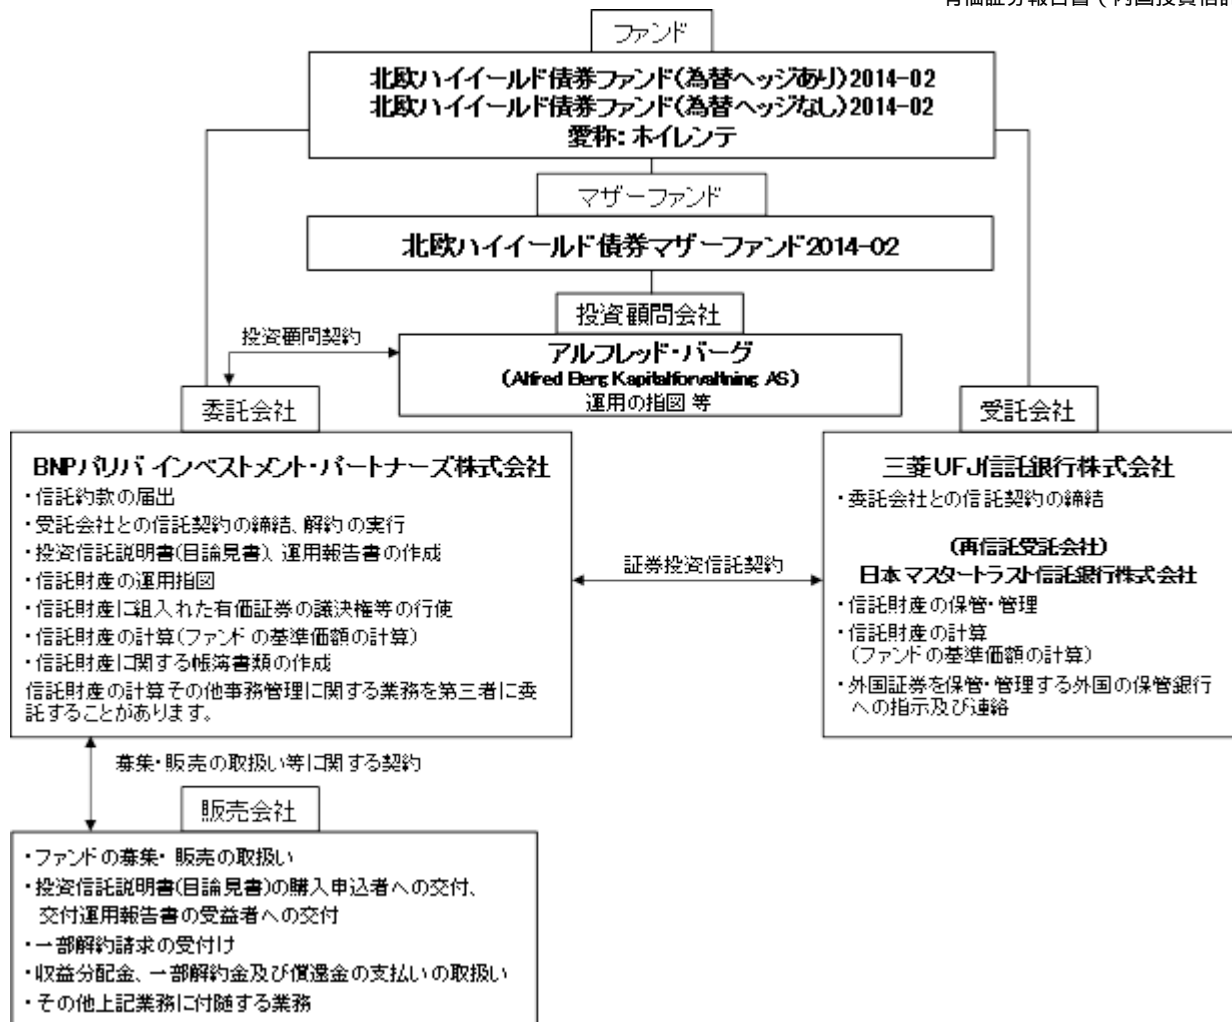 有価証券報告書(内国投資信託
ファンド
北欧ハイイールド債券ファンド(為替ヘッジあり)2014-02
北欧ハイイールド債券ファンド(為替ヘッジなし)2014-02
愛称:ホイレンテ
マザーファンド
北欧ハイイールド債券マザーファンド2014-02
投資顧問会社
投資顧問契約
アルフレッド・バーグ
(Alfred Berg Kapitalforvaltning AS)
運用の指図 等
委託会社
受託会社
BNPパリバ インベストメント・パートナーズ株式会社
・信託約款の届出
・受託会社との信託契約の締結、解約の実行
・投資信託説明書(目論見書)、運用報告書の作成
・信託財産の運用指図
・信託財産に組入れた有価証券の議決権等の行使
・信託財産の計算(ファンドの基準価額の計算)
・信託財産に関する帳簿書類の作成
信託財産の計算その他事務管理に関する業務を第三者に委
託することがあります。
証券投資信託契約
三菱UFJ信託銀行株式会社
・委託会社との信託契約の締結
(再信託受託会社)
日本マスタートラスト信託銀行株式会社
・信託財産の保管・管理
・信託財産の計算
(ファンドの基準価額の計算)
・外国証券を保管・管理する外国の保管銀行
への指示及び連絡
募集・販売の取扱い等に関する契約
販売会社
・ファンドの募集・販売の取扱い
・投資信託説明書(目論見書)の購入申込者への交付、
交付運用報告書の受益者への交付
・一部解約請求の受付け
・収益分配金、一部解約金及び償還金の支払いの取扱い
・その他上記業務に付随する業務